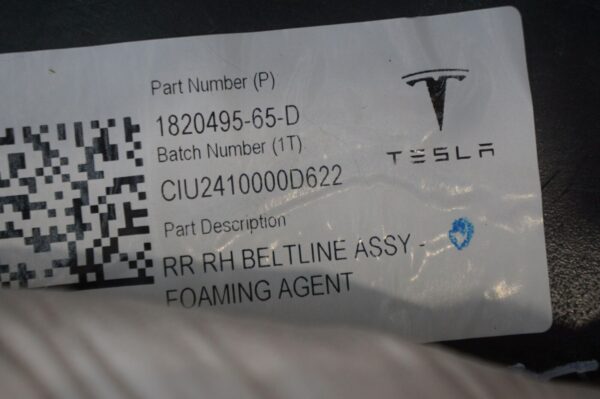 Part Number (P)
1820495-65-D
Batch Number (1T)
CIU2410000D622
Part Description
RR RH BELTLINE ASSY -
FOAMING AGENT
TESLA